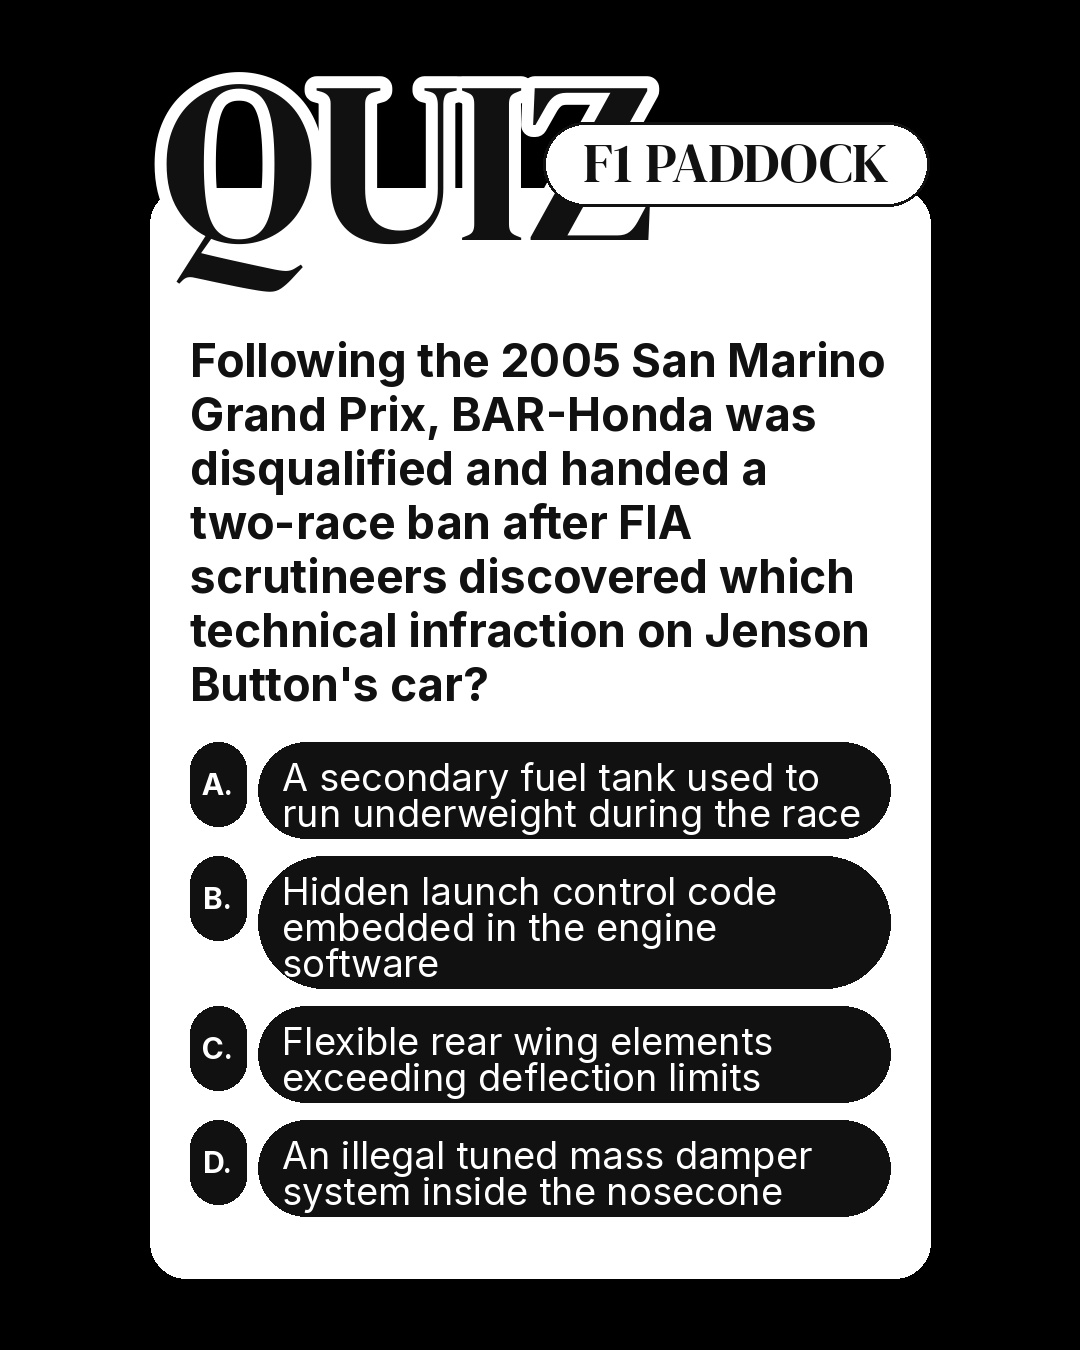 QUIZ
F1 PADDOCK
Following the 2005 San Marino
Grand Prix, BAR-Honda was
disqualified and handed a
two-race ban after FIA
scrutineers discovered which
technical infraction on Jenson
Button's car?
A. A secondary fuel tank used to
run underweight during the race
B. Hidden launch control code
embedded in the engine
software
C. Flexible rear wing elements
exceeding deflection limits
D. An illegal tuned mass damper
system inside the nosecone